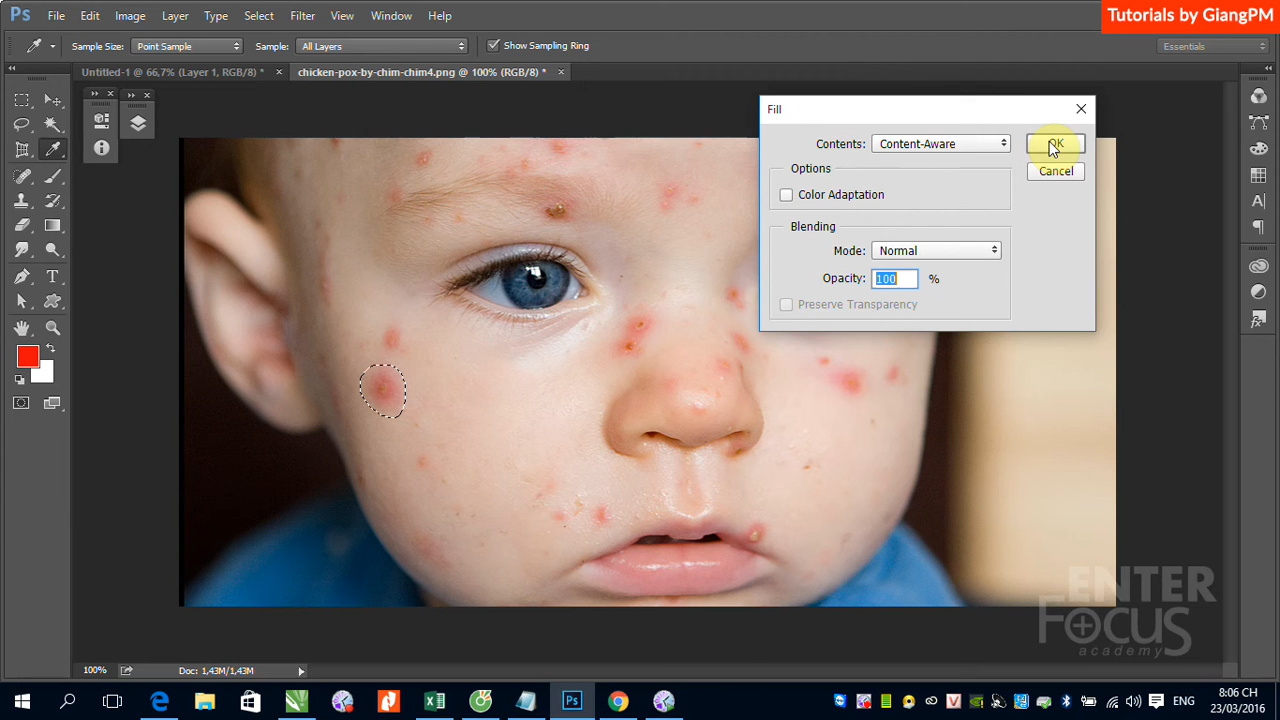 Ps File Edit Image Layer Type Select Filter View Window Help
Tutorials by GiangPM
Sample Size: Point Sample Sample: All Layers Show Sampling Ring Essentials
Untitled-1 @ 66,7% (Layer 1, RGB/8) * × chicken-pox-by-chim-chim4.png @ 100% (RGB/8) * ×
Fill
Contents: Content-Aware OK
Options Cancel
Color Adaptation
Blending
Mode: Normal
Opacity: 100 %
Preserve Transparency
ENTER
FOCUS
academy
100% Doc: 1,43M/1,43M
ENG 8:06 CH
23/03/2016